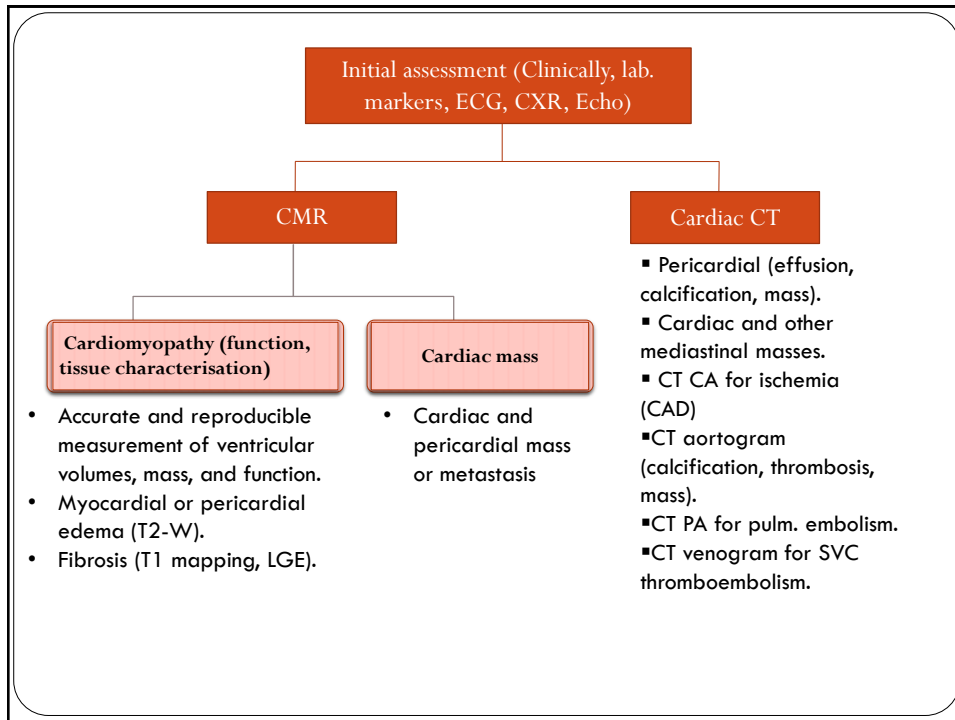 Initial assessment (Clinically, lab.
markers, ECG, CXR, Echo)
CMR
Cardiomyopathy (function,
tissue characterisation)
• Accurate and reproducible
measurement of ventricular
volumes, mass, and function.
• Myocardial or pericardial
edema (T2-W).
• Fibrosis (T1 mapping, LGE).
Cardiac mass
• Cardiac and
pericardial mass
or metastasis
Cardiac CT
▪ Pericardial (effusion,
calcification, mass).
▪ Cardiac and other
mediastinal masses.
▪ CT CA for ischemia
(CAD)
▪CT aortogram
(calcification, thrombosis,
mass).
▪CT PA for pulm. embolism.
▪CT venogram for SVC
thromboembolism.